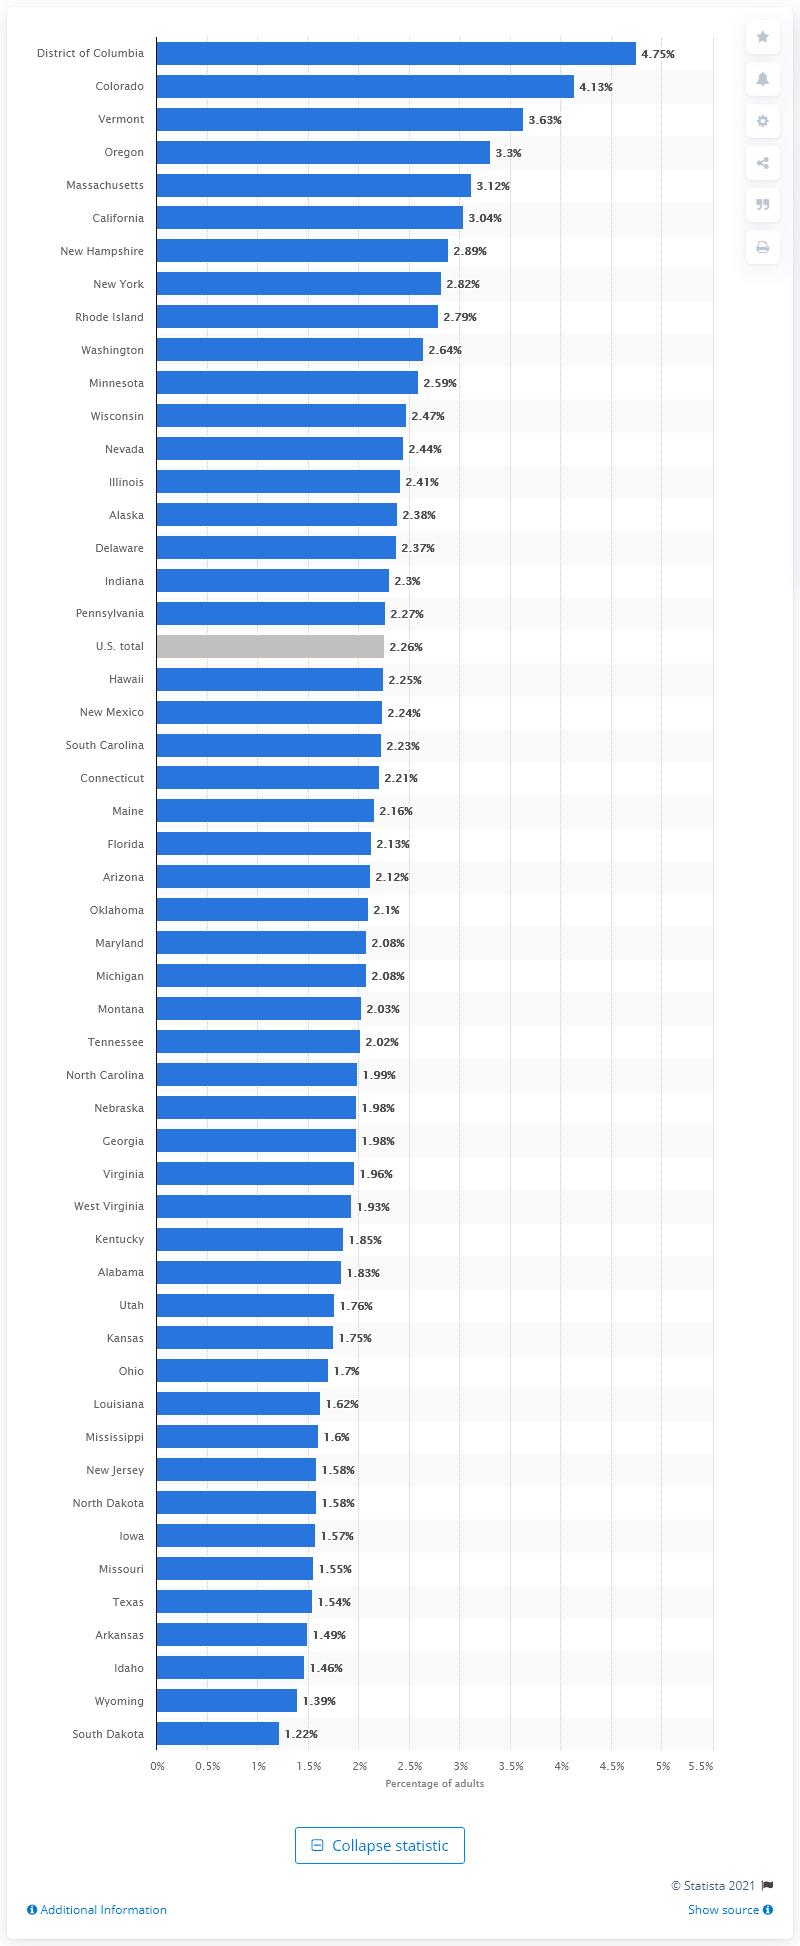 District of Columbia 4.75%
Colorado 4.13%
Vermont 3.63%
Oregon 3.3%
Massachusetts 3.12%
California 3.04%
New Hampshire 2.89%
New York 2.82%
Rhode Island 2.79%
Washington 2.64%
Minnesota 2.59%
Wisconsin 2.47%
Nevada 2.44%
Illinois 2.41%
Alaska 2.38%
Delaware 2.37%
Indiana 2.3%
Pennsylvania 2.27%
U.S. total 2.26%
Hawaii 2.25%
New Mexico 2.24%
South Carolina 2.23%
Connecticut 2.21%
Maine 2.16%
Florida 2.13%
Arizona 2.12%
Oklahoma 2.1%
Maryland 2.08%
Michigan 2.08%
Montana 2.03%
Tennessee 2.02%
North Carolina 1.99%
Nebraska 1.98%
Georgia 1.98%
Virginia 1.96%
West Virginia 1.93%
Kentucky 1.85%
Alabama 1.83%
Utah 1.76%
Kansas 1.75%
Ohio 1.7%
Louisiana 1.62%
Mississippi 1.6%
New Jersey 1.58%
North Dakota 1.58%
Iowa 1.57%
Missouri 1.55%
Texas 1.54%
Arkansas 1.49%
Idaho 1.46%
Wyoming 1.39%
South Dakota 1.22%
0% 0.5% 1% 1.5% 2% 2.5% 3% 3.5% 4% 4.5% 5% 5.5%
Percentage of adults
Collapse statistic
© Statista 2021
Additional Information Show source